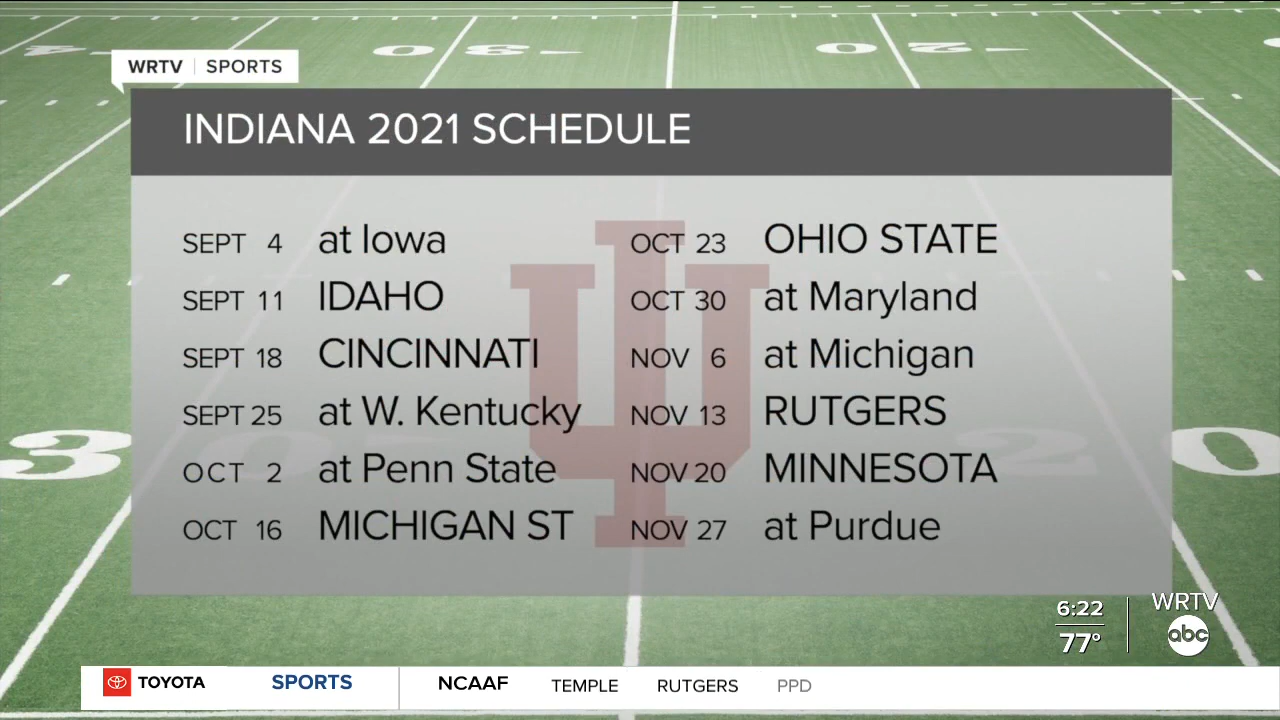 WRTV | SPORTS
INDIANA 2021 SCHEDULE
SEPT 4 at Iowa
SEPT 11 IDAHO
SEPT 18 CINCINNATI
SEPT 25 at W. Kentucky
OCT 2 at Penn State
OCT 16 MICHIGAN ST
OCT 23 OHIO STATE
OCT 30 at Maryland
NOV 6 at Michigan
NOV 13 RUTGERS
NOV 20 MINNESOTA
NOV 27 at Purdue
6:22
77°
WRTV
abc
TOYOTA SPORTS NCAAF TEMPLE RUTGERS PPD